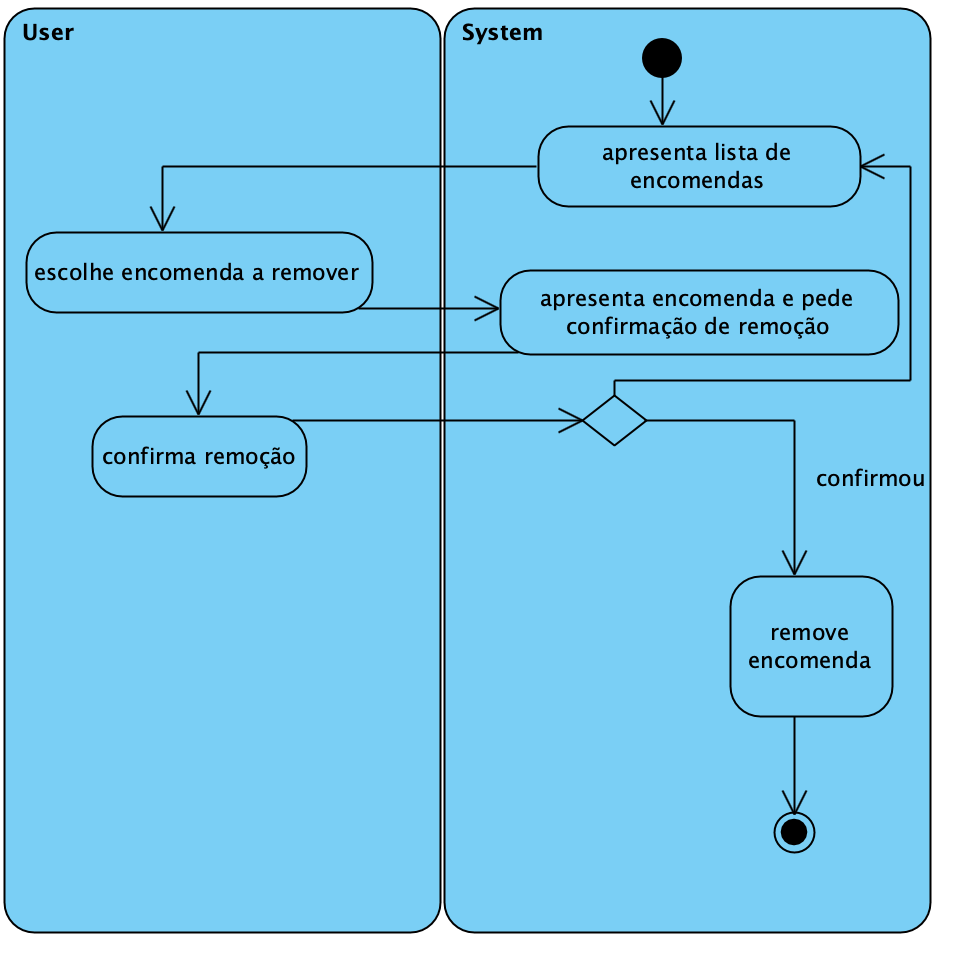 User
System
apresenta lista de
encomendas
escolhe encomenda a remover
apresenta encomenda e pede
confirmação de remoção
confirma remoção
confirmou
remove
encomenda